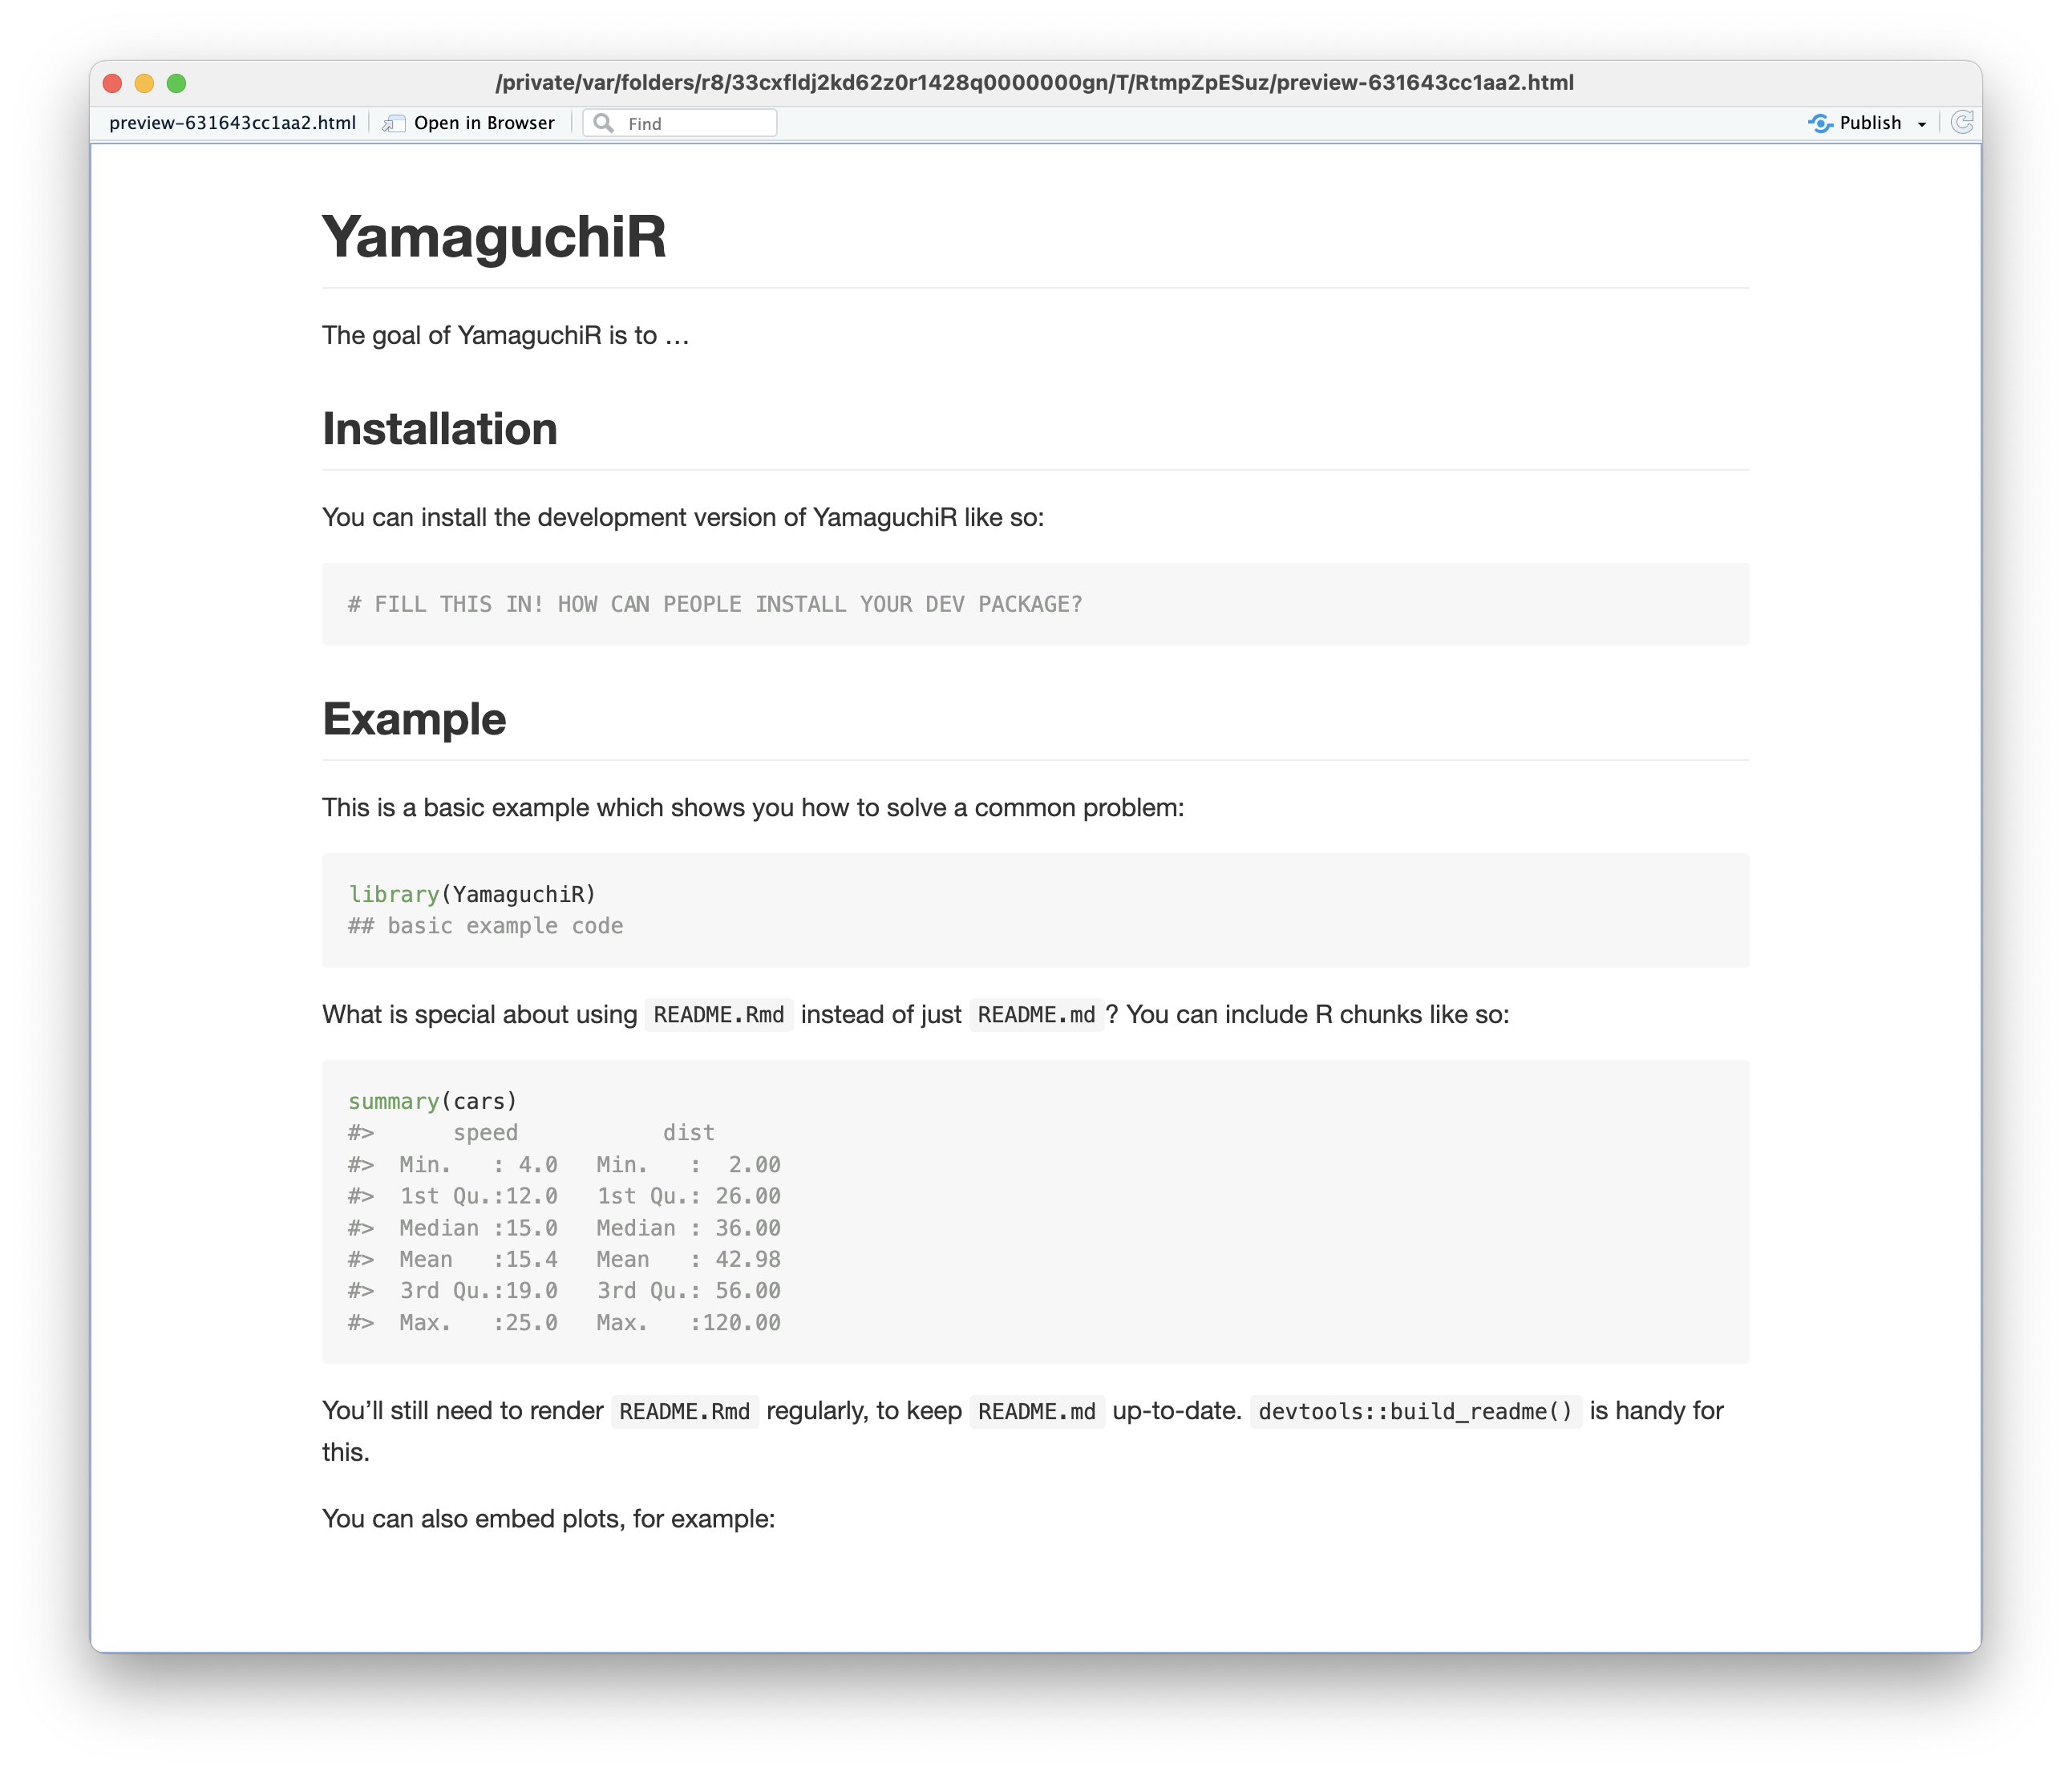 /private/var/folders/r8/33cxfldj2kd62z0r1428q0000000gn/T/RtmpZpESuz/preview-631643cc1aa2.html
preview-631643cc1aa2.html Open in Browser Find Publish
YamaguchiR
The goal of YamaguchiR is to …
Installation
You can install the development version of YamaguchiR like so:
# FILL THIS IN! HOW CAN PEOPLE INSTALL YOUR DEV PACKAGE?
Example
This is a basic example which shows you how to solve a common problem:
library(YamaguchiR)
## basic example code
What is special about using README.Rmd instead of just README.md? You can include R chunks like so:
summary(cars)
#>      speed           dist
#>  Min.   : 4.0   Min.   :  2.00
#>  1st Qu.:12.0   1st Qu.: 26.00
#>  Median :15.0   Median : 36.00
#>  Mean   :15.4   Mean   : 42.98
#>  3rd Qu.:19.0   3rd Qu.: 56.00
#>  Max.   :25.0   Max.   :120.00
You’ll still need to render README.Rmd regularly, to keep README.md up-to-date. devtools::build_readme() is handy for
this.
You can also embed plots, for example: